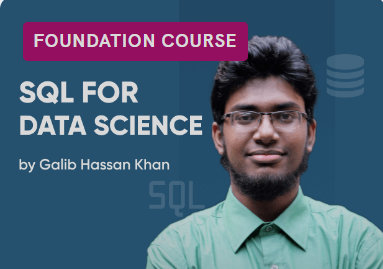 FOUNDATION COURSE
SQL FOR
DATA SCIENCE
by Galib Hassan Khan
SQL